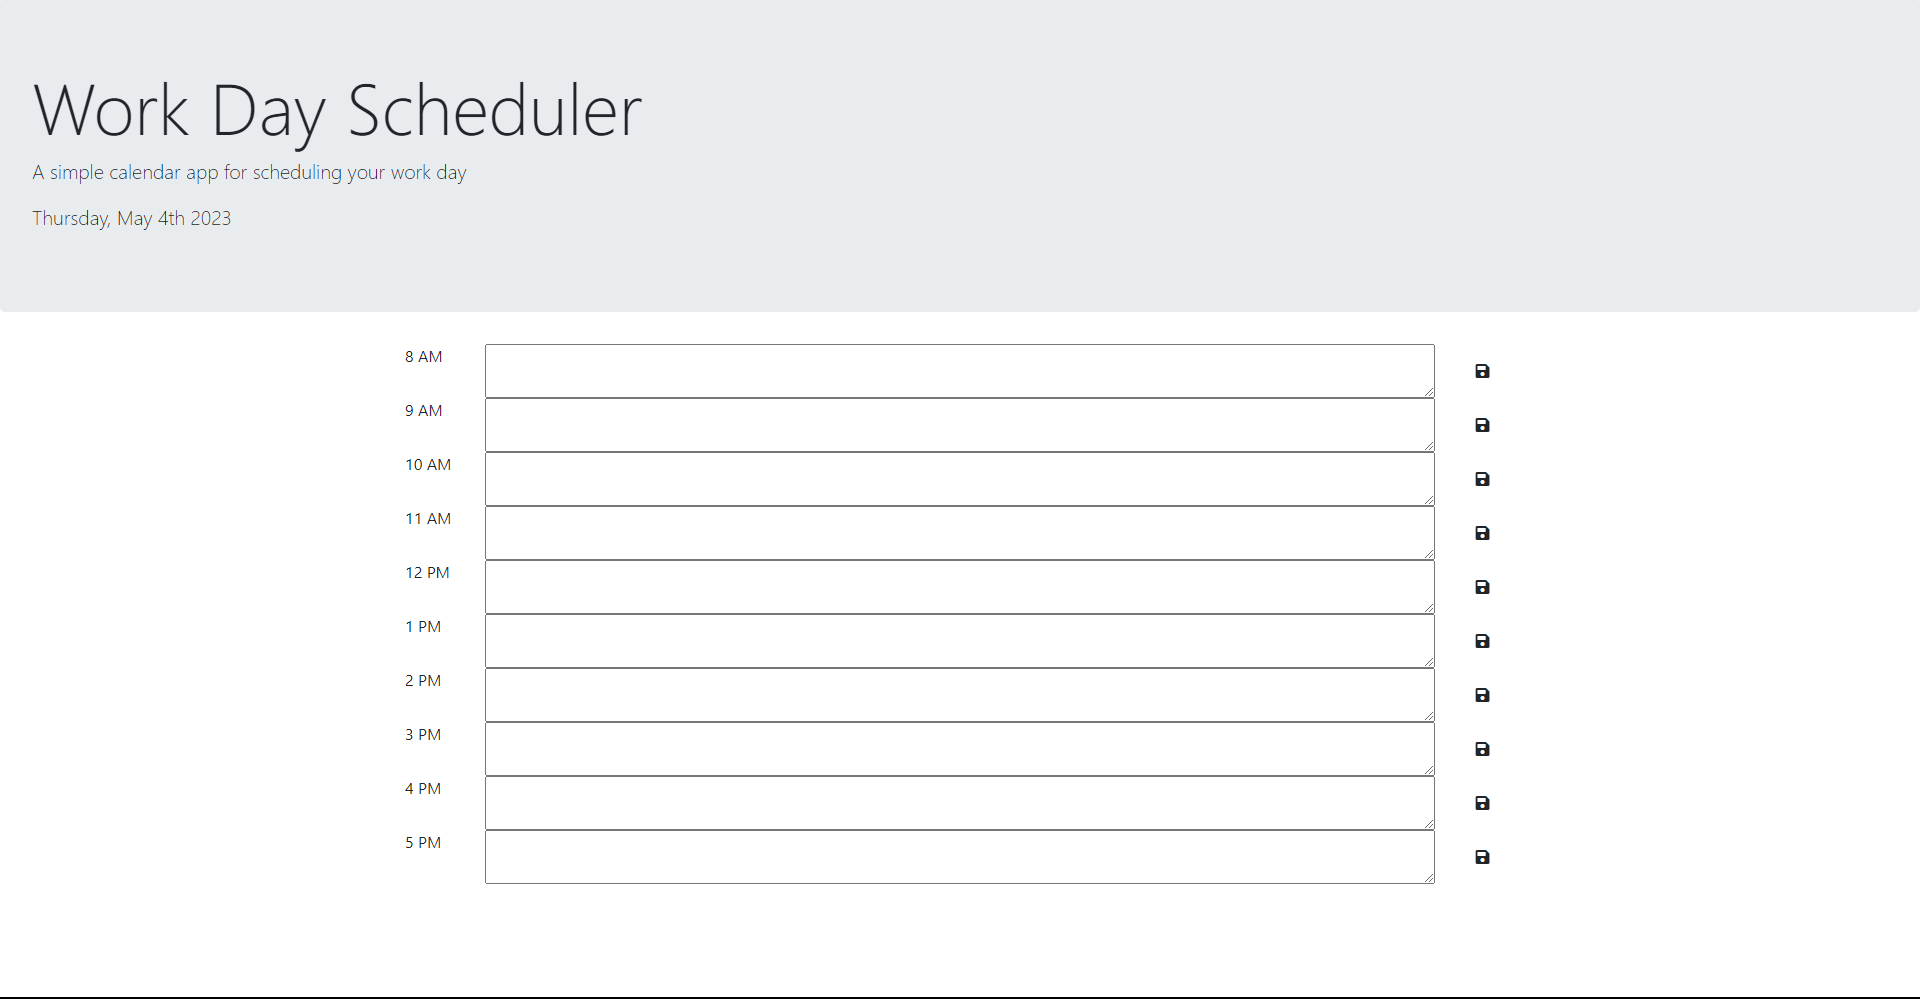 Work Day Scheduler
A simple calendar app for scheduling your work day
Thursday, May 4th 2023
8 AM
9 AM
10 AM
11 AM
12 PM
1 PM
2 PM
3 PM
4 PM
5 PM